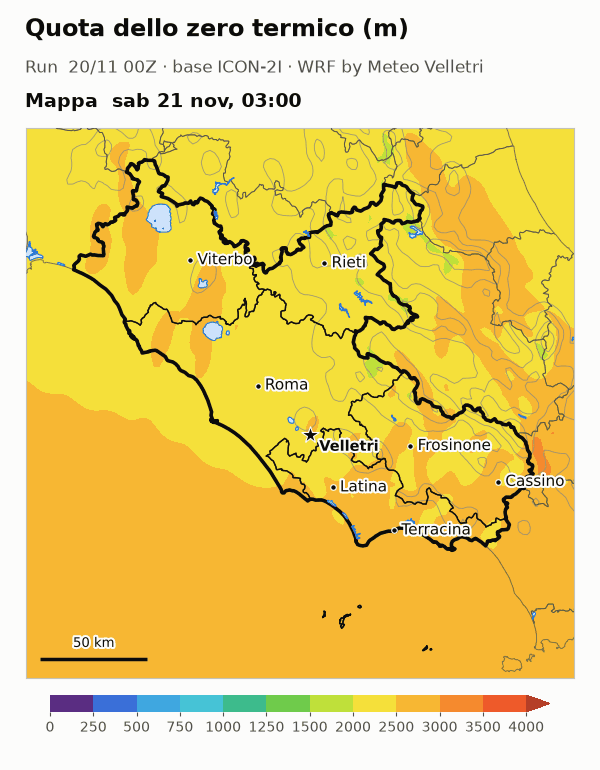 Quota dello zero termico (m)
Run  20/11 00Z · base ICON-2I · WRF by Meteo Velletri
Mappa  sab 21 nov, 03:00
Viterbo
Rieti
Roma
Velletri
Frosinone
Latina
Cassino
Terracina
50 km
0 250 500 750 1000 1250 1500 2000 2500 3000 3500 4000